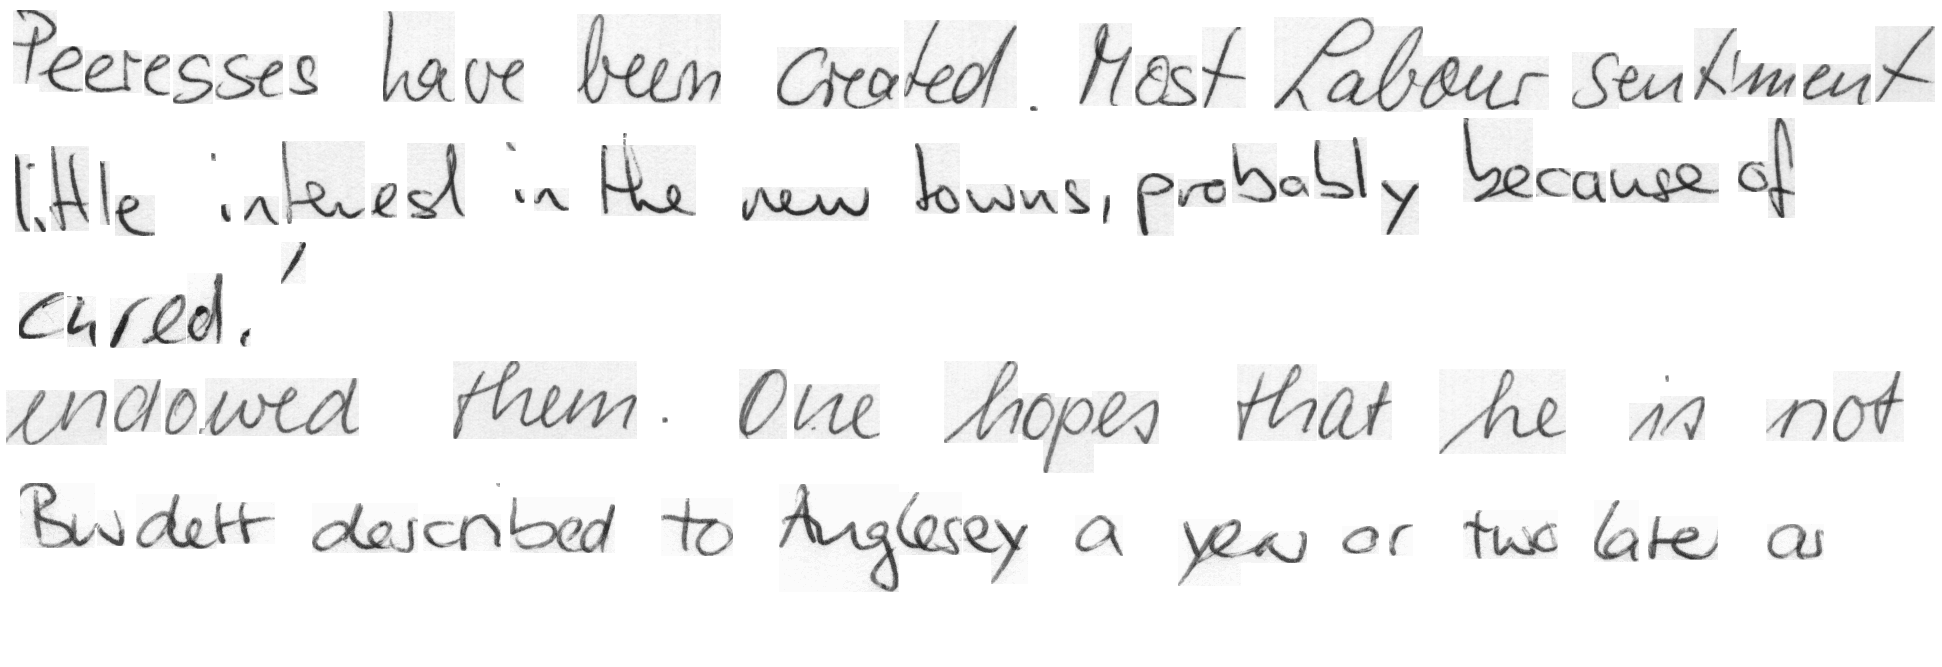 Peeresses have been created. Most Labour sentiment
little interest in the new towns, probably because of
cured.'
endowed them. One hopes that he is not
Burdett described to Anglesey a year or two late as